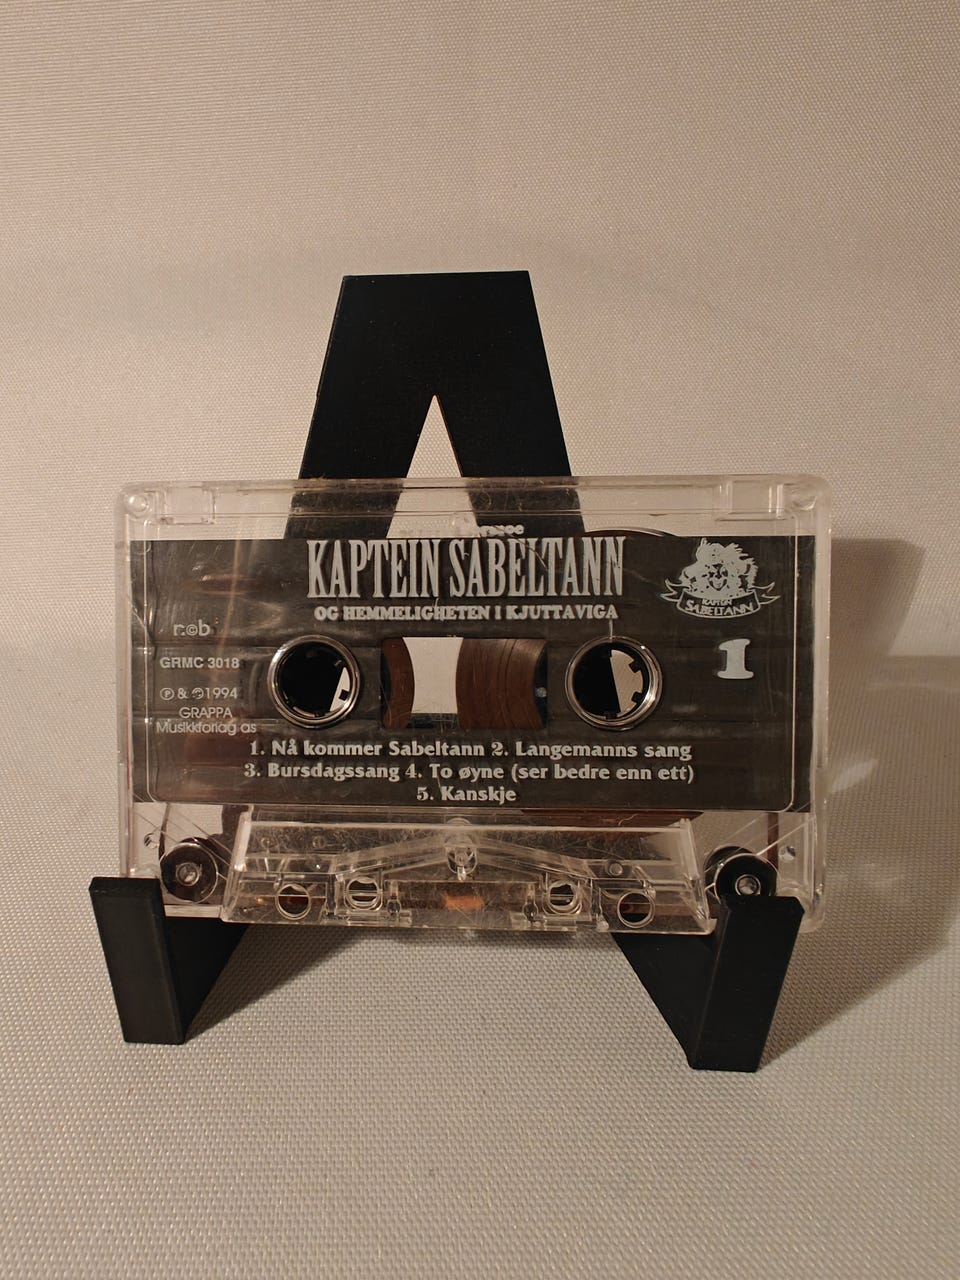 KAPTEIN SABELTANN
OG HEMMELIGHETEN I KJUTTAVIGA
KAPTEIN
SABELTANN
n©b
1
GRMC 3018
℗ & © 1994
GRAPPA
Musikkforlag as
1. Nå kommer Sabeltann 2. Langemanns sang
3. Bursdagssang 4. To øyne (ser bedre enn ett)
5. Kanskje